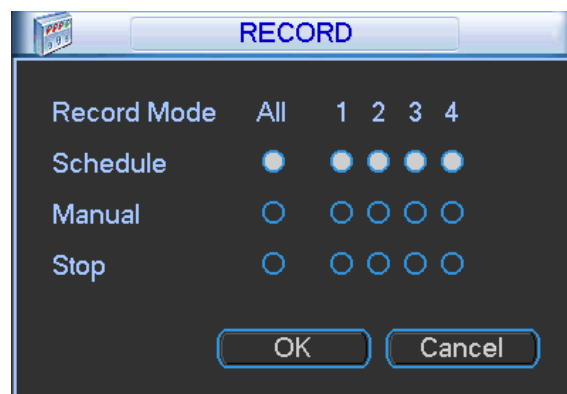 RECORD
Record Mode All 1 2 3 4
Schedule
Manual
Stop
OK Cancel